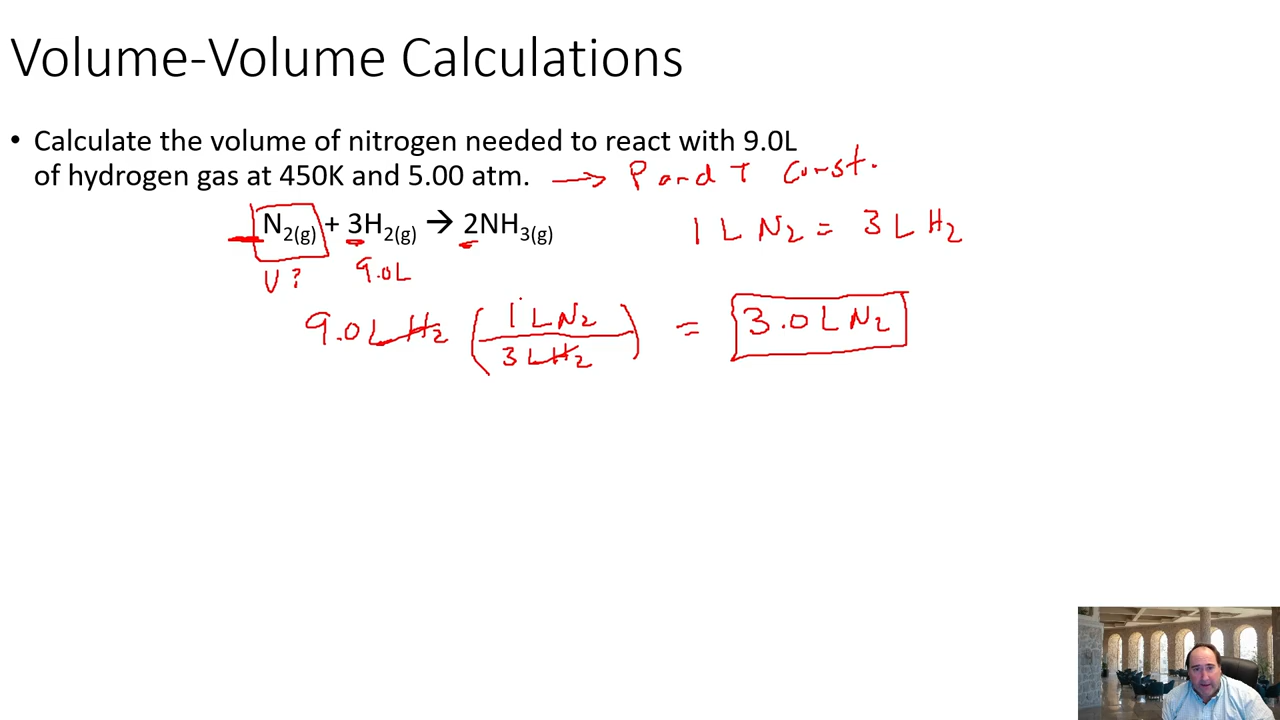 Volume-Volume Calculations
• Calculate the volume of nitrogen needed to react with 9.0L
of hydrogen gas at 450K and 5.00 atm. → P and T Const.
1 N₂(g) + 3H₂(g) → 2NH₃(g) 1 L N₂ = 3 L H₂
V? 9.0L
9.0L H₂ (1 L N₂ / 3 L H₂) = 3.0 L N₂